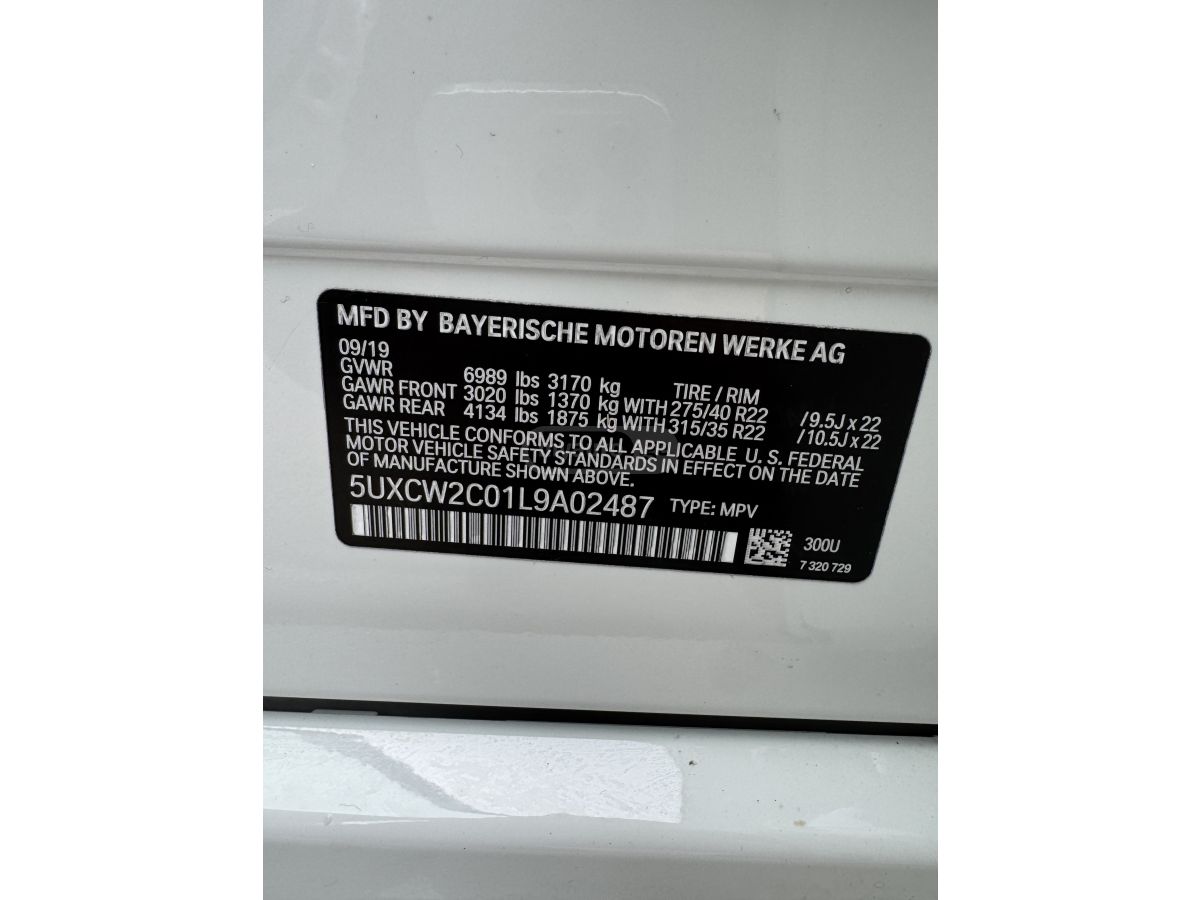 MFD BY BAYERISCHE MOTOREN WERKE AG
09/19
GVWR 6989 lbs 3170 kg TIRE / RIM
GAWR FRONT 3020 lbs 1370 kg WITH 275/40 R22 / 9.5J x 22
GAWR REAR 4134 lbs 1875 kg WITH 315/35 R22 / 10.5J x 22
THIS VEHICLE CONFORMS TO ALL APPLICABLE U. S. FEDERAL
MOTOR VEHICLE SAFETY STANDARDS IN EFFECT ON THE DATE
OF MANUFACTURE SHOWN ABOVE.
5UXCW2C01L9A02487 TYPE: MPV
300U
7 320 729